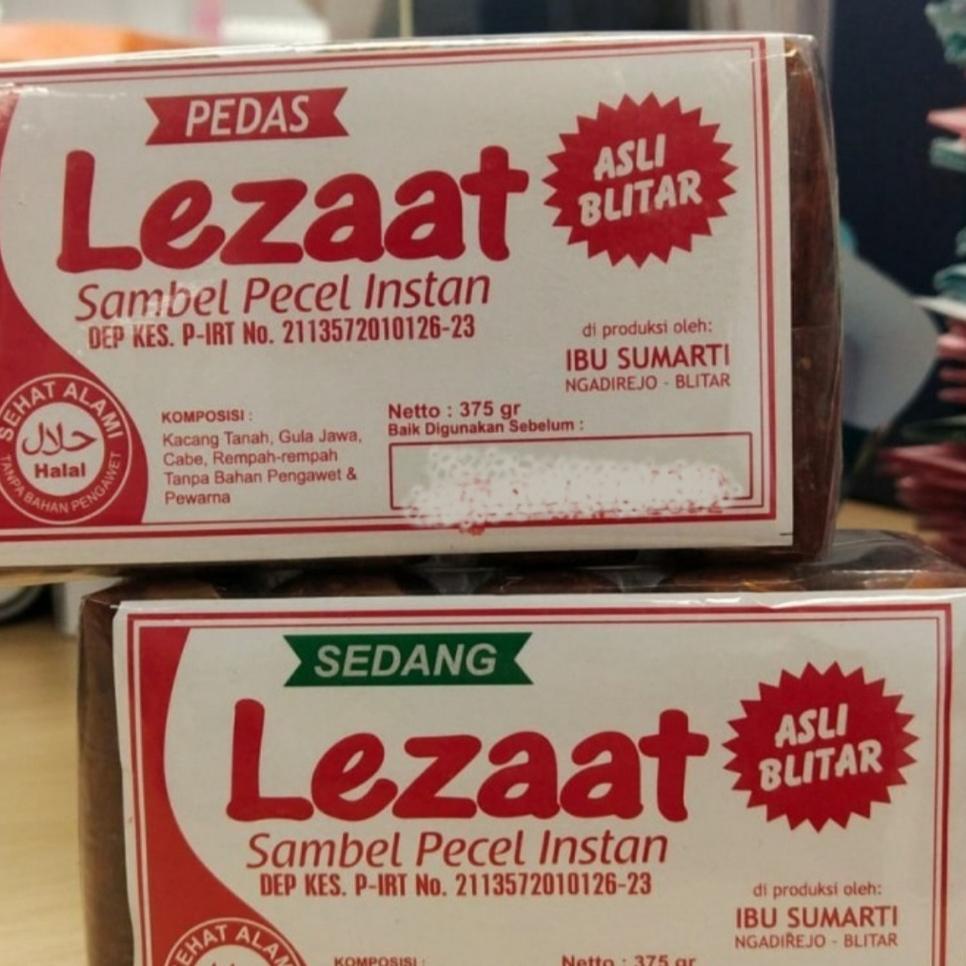 PEDAS
Lezaat
ASLI
BLITAR
Sambel Pecel Instan
DEP KES. P-IRT No. 2113572010126-23
di produksi oleh:
IBU SUMARTI
NGADIREJO - BLITAR
SEHAT ALAMI
حلال
Halal
TANPA BAHAN PENGAWET
KOMPOSISI :
Kacang Tanah, Gula Jawa,
Cabe, Rempah-rempah
Tanpa Bahan Pengawet &
Pewarna
Netto : 375 gr
Baik Digunakan Sebelum :
SEDANG
Lezaat
ASLI
BLITAR
Sambel Pecel Instan
DEP KES. P-IRT No. 2113572010126-23
di produksi oleh:
IBU SUMARTI
NGADIREJO - BLITAR
KOMPOSISI :
Netto : 375 gr